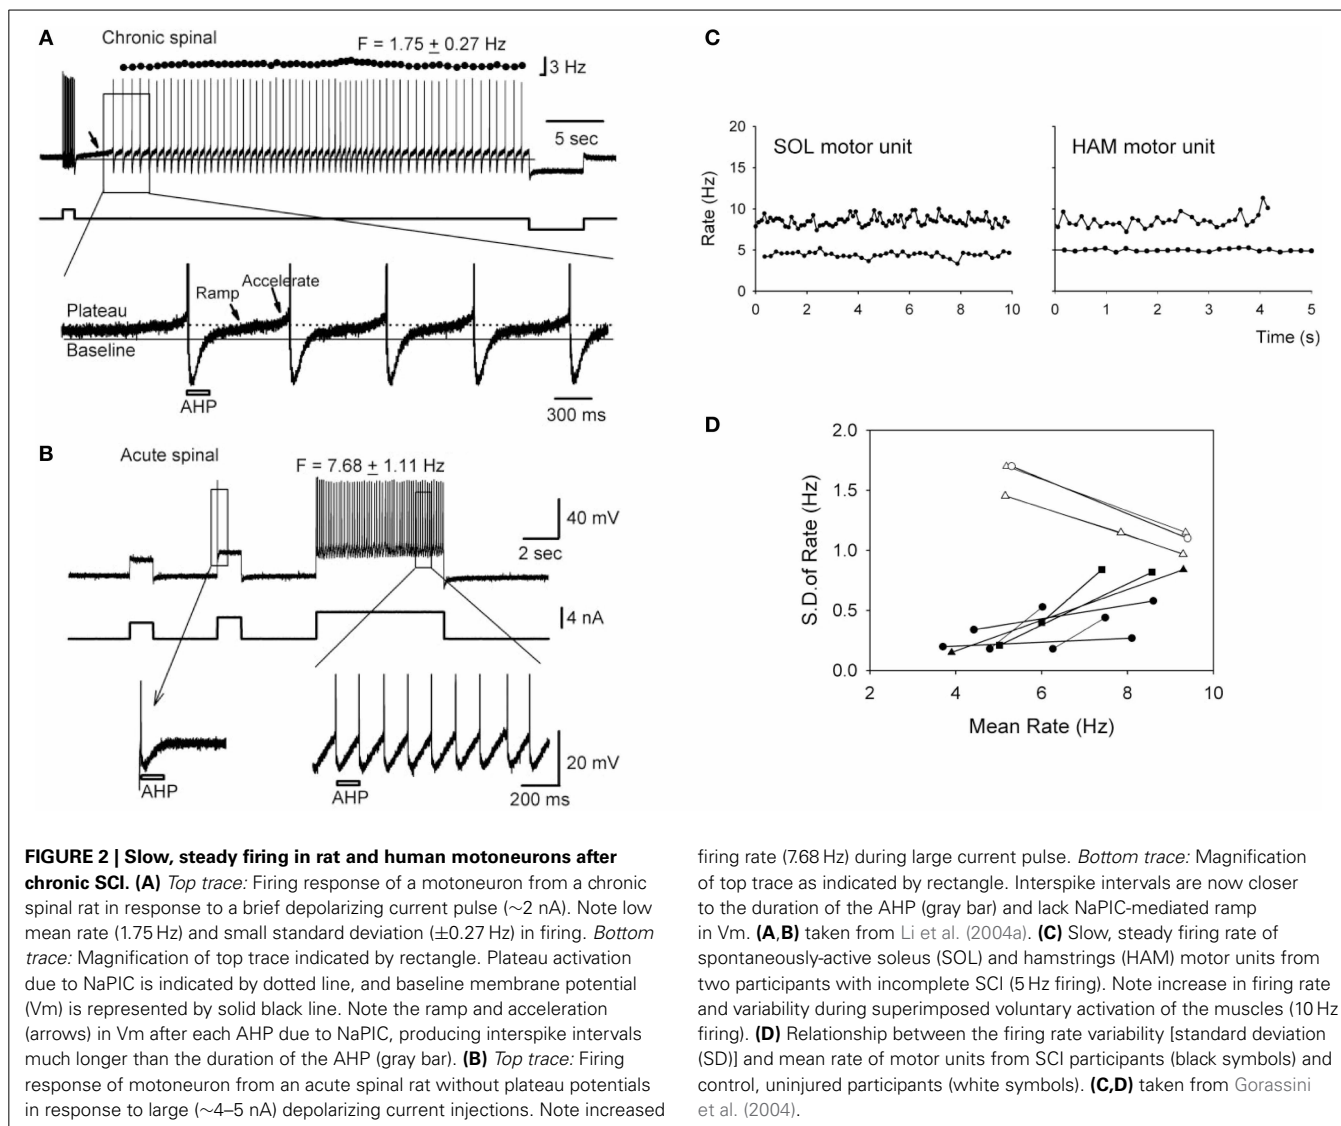 A
Chronic spinal
F = 1.75 ± 0.27 Hz
3 Hz
5 sec
Accelerate
Ramp
Plateau
Baseline
AHP
300 ms
B
Acute spinal
F = 7.68 ± 1.11 Hz
40 mV
2 sec
4 nA
AHP
AHP
20 mV
200 ms
C
20
15
10
5
0
Rate (Hz)
SOL motor unit
0 2 4 6 8 10
HAM motor unit
0 1 2 3 4 5
Time (s)
D
2.0
1.5
1.0
0.5
0.0
S.D.of Rate (Hz)
2 4 6 8 10
Mean Rate (Hz)
FIGURE 2 | Slow, steady firing in rat and human motoneurons after
chronic SCI. (A) Top trace: Firing response of a motoneuron from a chronic
spinal rat in response to a brief depolarizing current pulse (∼2 nA). Note low
mean rate (1.75 Hz) and small standard deviation (±0.27 Hz) in firing. Bottom
trace: Magnification of top trace indicated by rectangle. Plateau activation
due to NaPIC is indicated by dotted line, and baseline membrane potential
(Vm) is represented by solid black line. Note the ramp and acceleration
(arrows) in Vm after each AHP due to NaPIC, producing interspike intervals
much longer than the duration of the AHP (gray bar). (B) Top trace: Firing
response of motoneuron from an acute spinal rat without plateau potentials
in response to large (∼4–5 nA) depolarizing current injections. Note increased
firing rate (7.68 Hz) during large current pulse. Bottom trace: Magnification
of top trace as indicated by rectangle. Interspike intervals are now closer
to the duration of the AHP (gray bar) and lack NaPIC-mediated ramp
in Vm. (A,B) taken from Li et al. (2004a). (C) Slow, steady firing rate of
spontaneously-active soleus (SOL) and hamstrings (HAM) motor units from
two participants with incomplete SCI (5 Hz firing). Note increase in firing rate
and variability during superimposed voluntary activation of the muscles (10 Hz
firing). (D) Relationship between the firing rate variability [standard deviation
(SD)] and mean rate of motor units from SCI participants (black symbols) and
control, uninjured participants (white symbols). (C,D) taken from Gorassini
et al. (2004).